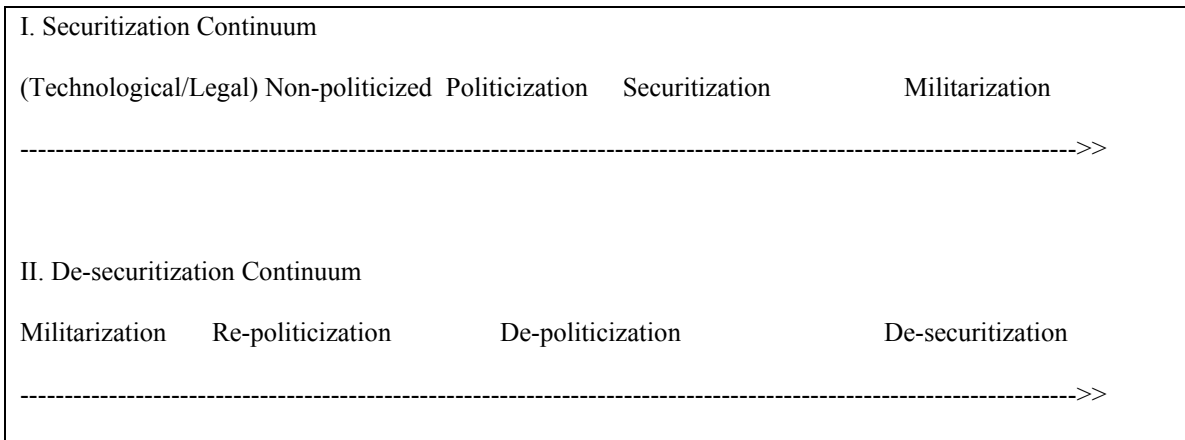 I. Securitization Continuum
(Technological/Legal) Non-politicized Politicization Securitization Militarization
------------------------------------------------------------------------------------------------------------------------>>
II. De-securitization Continuum
Militarization Re-politicization De-politicization De-securitization
------------------------------------------------------------------------------------------------------------------------>>